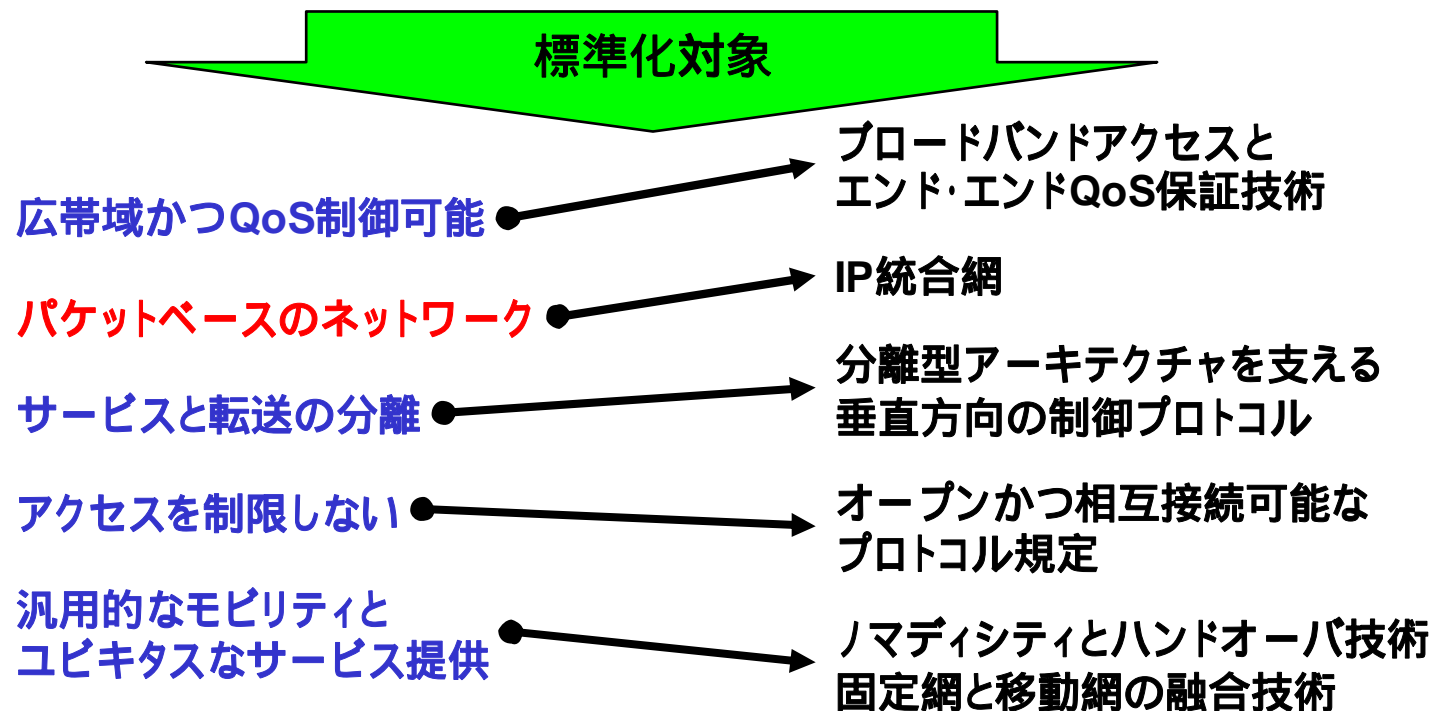 標準化対象
広帯域かつQoS制御可能
ブロードバンドアクセスと
エンド・エンドQoS保証技術
パケットベースのネットワーク
IP統合網
サービスと転送の分離
分離型アーキテクチャを支える
垂直方向の制御プロトコル
アクセスを制限しない
オープンかつ相互接続可能な
プロトコル規定
汎用的なモビリティと
ユビキタスなサービス提供
ノマディシティとハンドオーバ技術
固定網と移動網の融合技術